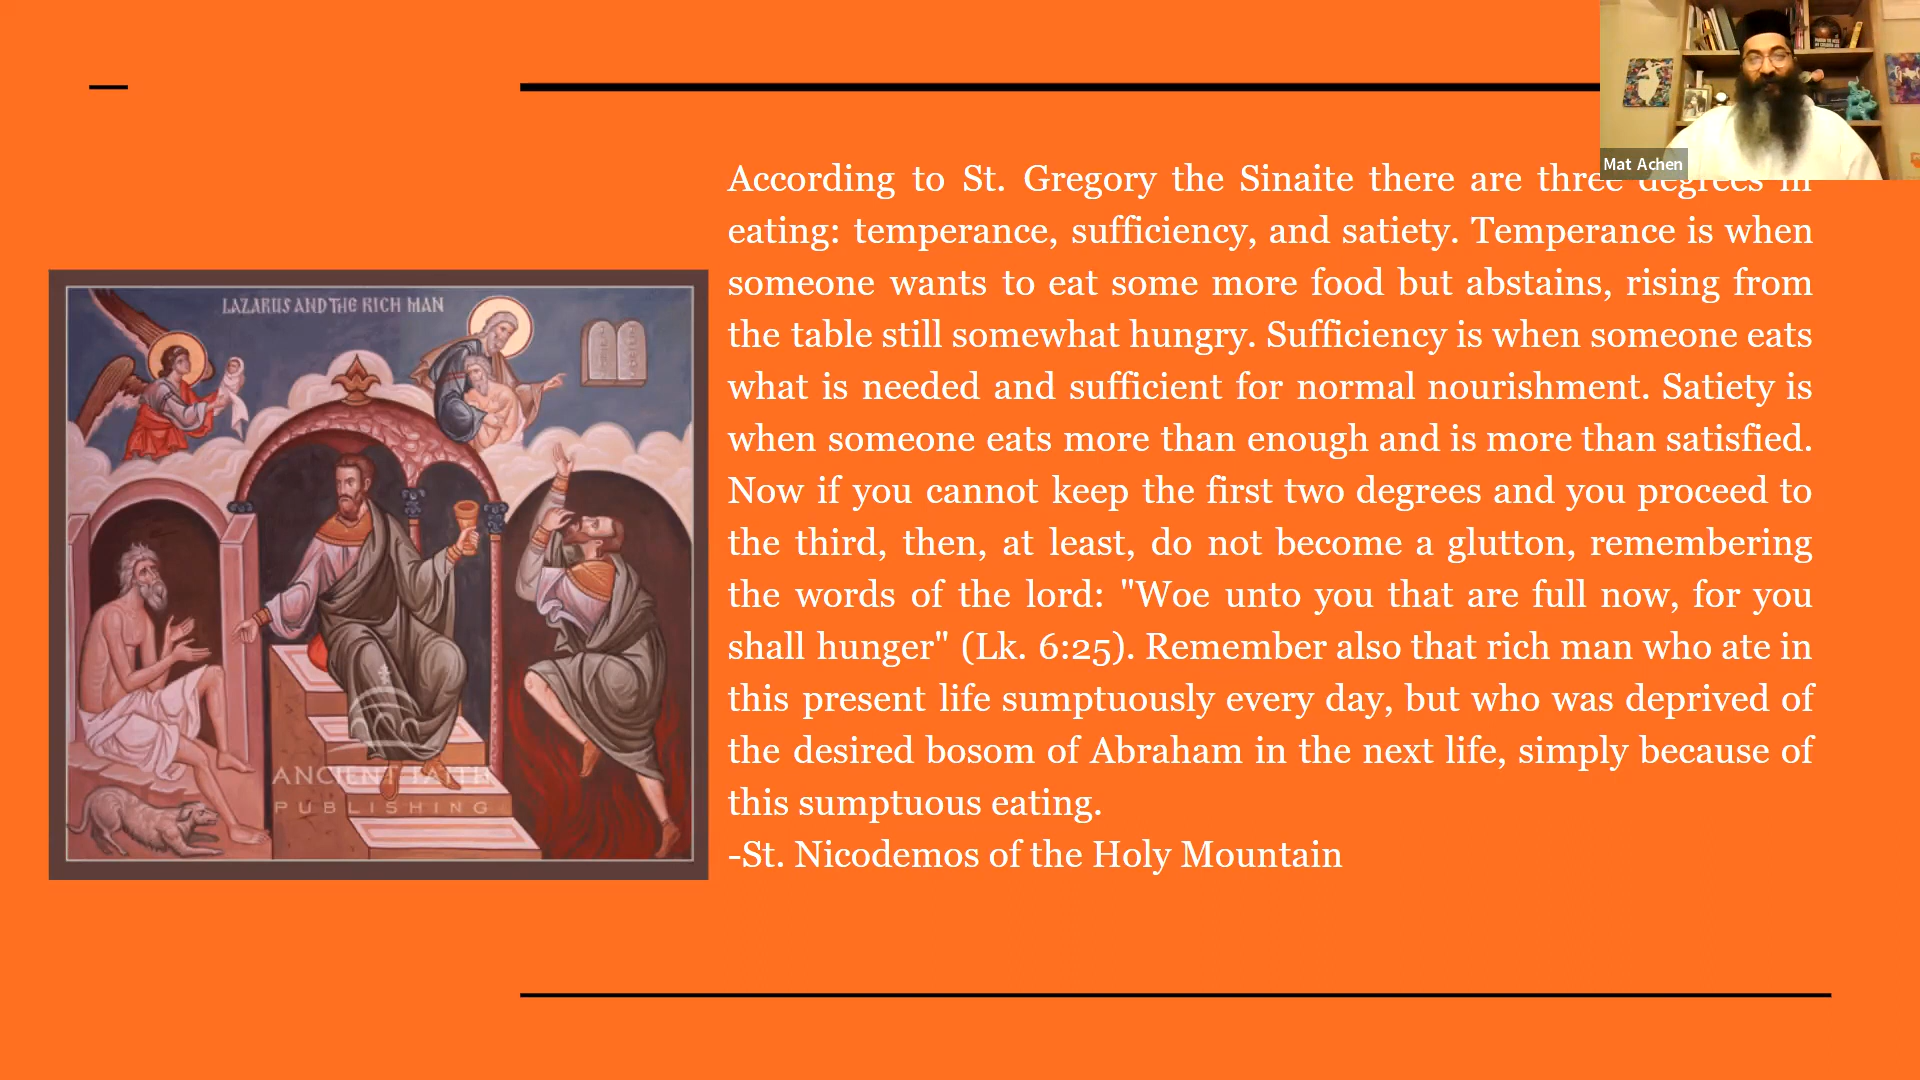 Mat Achen
According to St. Gregory the Sinaite there are three degrees in
eating: temperance, sufficiency, and satiety. Temperance is when
someone wants to eat some more food but abstains, rising from
the table still somewhat hungry. Sufficiency is when someone eats
what is needed and sufficient for normal nourishment. Satiety is
when someone eats more than enough and is more than satisfied.
Now if you cannot keep the first two degrees and you proceed to
the third, then, at least, do not become a glutton, remembering
the words of the lord: "Woe unto you that are full now, for you
shall hunger" (Lk. 6:25). Remember also that rich man who ate in
this present life sumptuously every day, but who was deprived of
the desired bosom of Abraham in the next life, simply because of
this sumptuous eating.
-St. Nicodemos of the Holy Mountain
LAZARUS AND THE RICH MAN
ANCIENT FAITH
PUBLISHING